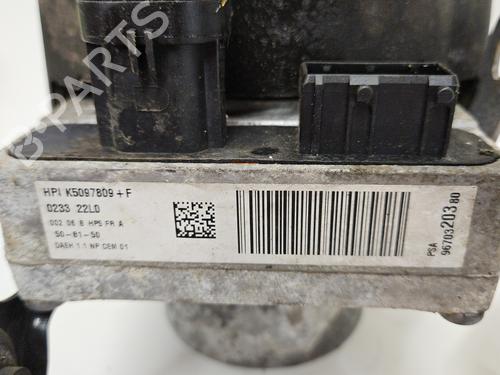 B-PARTS
HPI K5097809+F
0233 22L0
002 06 B HPS FR A
50-81-50
DAEH 1.1 NP CEM 01
PSA
9670320380